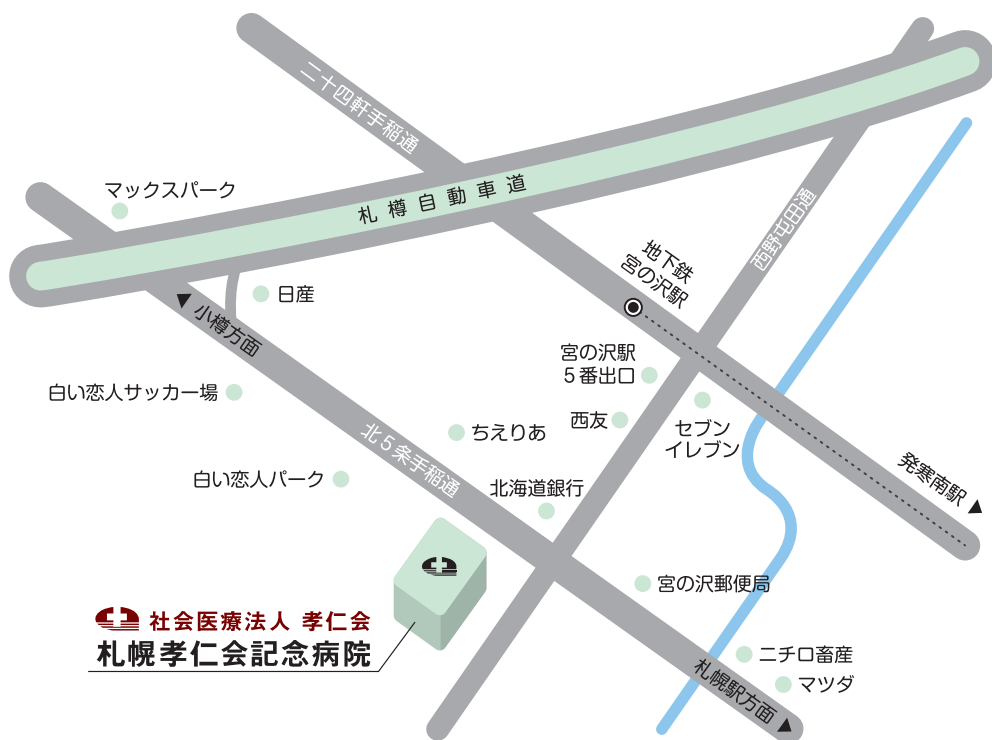 二十四軒手稲通
マックスパーク
札樽自動車道
西野屯田通
地下鉄
宮の沢駅
日産
小樽方面
宮の沢駅
5番出口
白い恋人サッカー場
西友
セブン
イレブン
ちえりあ
北5条手稲通
白い恋人パーク
北海道銀行
発寒南駅
宮の沢郵便局
社会医療法人 孝仁会
札幌孝仁会記念病院
ニチロ畜産
札幌駅方面
マツダ